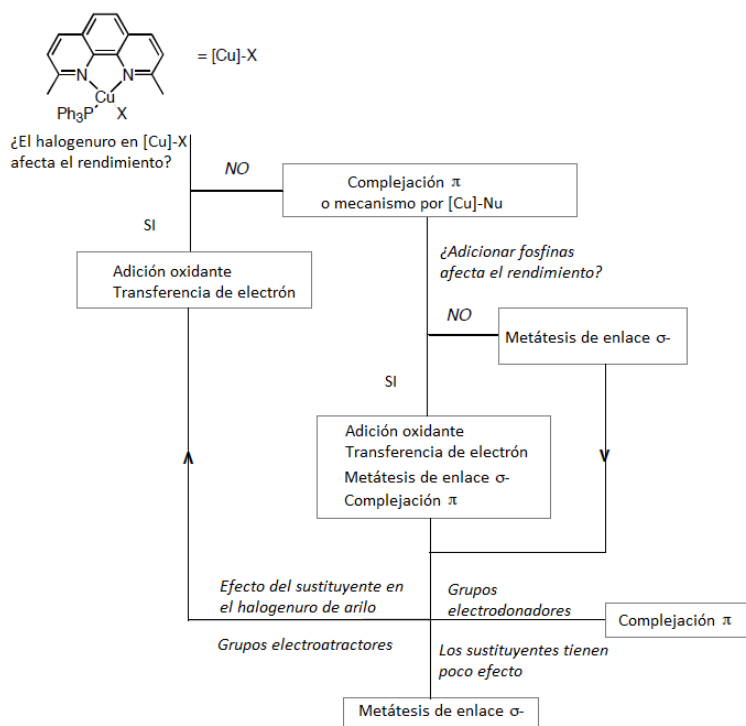 = [Cu]-X
N
N
Cu
Ph3P
X
¿El halogenuro en [Cu]-X
afecta el rendimiento?
NO
Complejación π
o mecanismo por [Cu]-Nu
SI
¿Adicionar fosfinas
afecta el rendimiento?
Adición oxidante
Transferencia de electrón
NO
Metátesis de enlace σ-
SI
Adición oxidante
Transferencia de electrón
Metátesis de enlace σ-
Complejación π
Efecto del sustituyente en
el halogenuro de arilo
Grupos
electrodonadores
Complejación π
Grupos electroatractores
Los sustituyentes tienen
poco efecto
Metátesis de enlace σ-